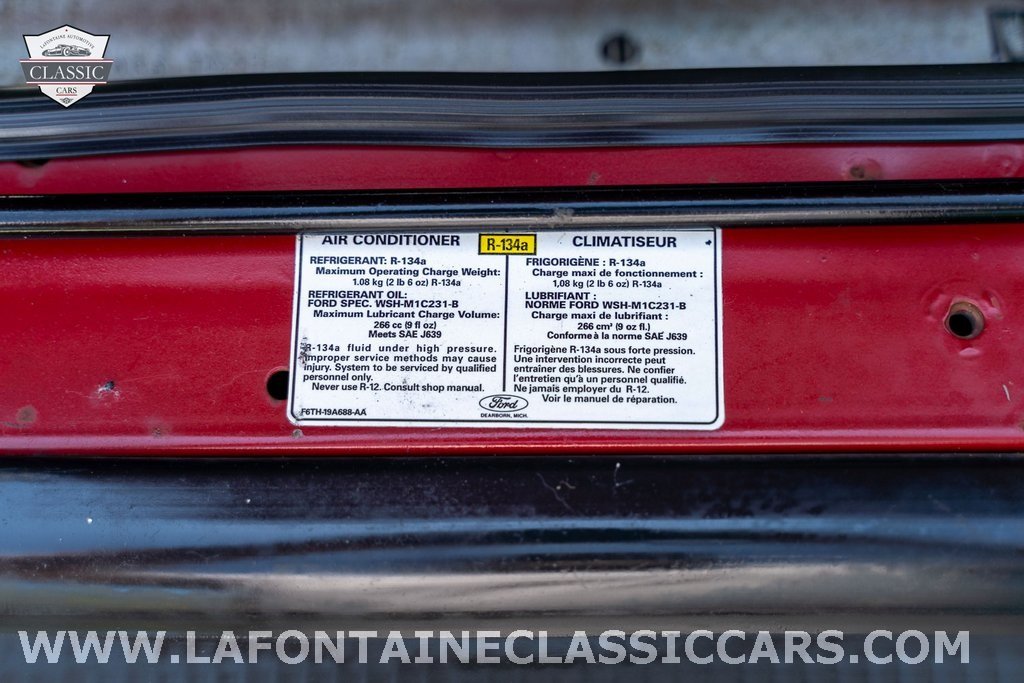 LAFONTAINE AUTOMOTIVE
CLASSIC
CARS
AIR CONDITIONER
R-134a
CLIMATISEUR
REFRIGERANT: R-134a
Maximum Operating Charge Weight:
1.08 kg (2 lb 6 oz) R-134a
REFRIGERANT OIL:
FORD SPEC. WSH-M1C231-B
Maximum Lubricant Charge Volume:
266 cc (9 fl oz)
Meets SAE J639
R-134a fluid under high pressure.
Improper service methods may cause
injury. System to be serviced by qualified
personnel only.
Never use R-12. Consult shop manual.
F6TH-19A688-AA
FRIGORIGÈNE : R-134a
Charge maxi de fonctionnement :
1,08 kg (2 lb 6 oz) R-134a
LUBRIFIANT :
NORME FORD WSH-M1C231-B
Charge maxi de lubrifiant :
266 cm³ (9 oz fl.)
Conforme à la norme SAE J639
Frigorigène R-134a sous forte pression.
Une intervention incorrecte peut
entraîner des blessures. Ne confier
l'entretien qu'à un personnel qualifié.
Ne jamais employer du R-12.
Voir le manuel de réparation.
Ford
DEARBORN, MICH.
WWW.LAFONTAINECLASSICCARS.COM